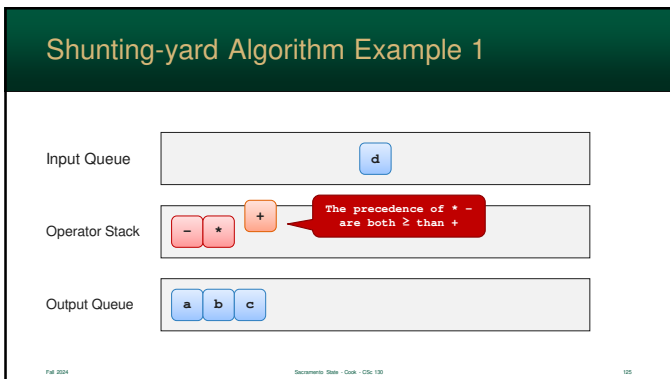 Shunting-yard Algorithm Example 1
Input Queue
d
Operator Stack
– * +
The precedence of * –
are both ≥ than +
Output Queue
a b c
Fall 2024
Sacramento State - Cook - CSc 130
125